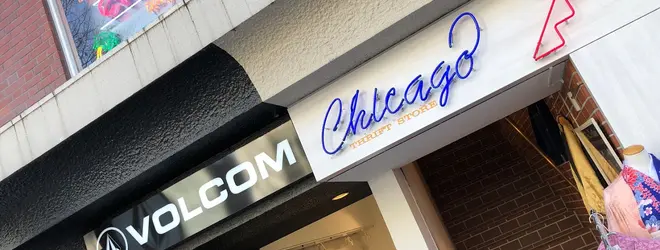 VOLCOM
Chicago
THRIFT STORE